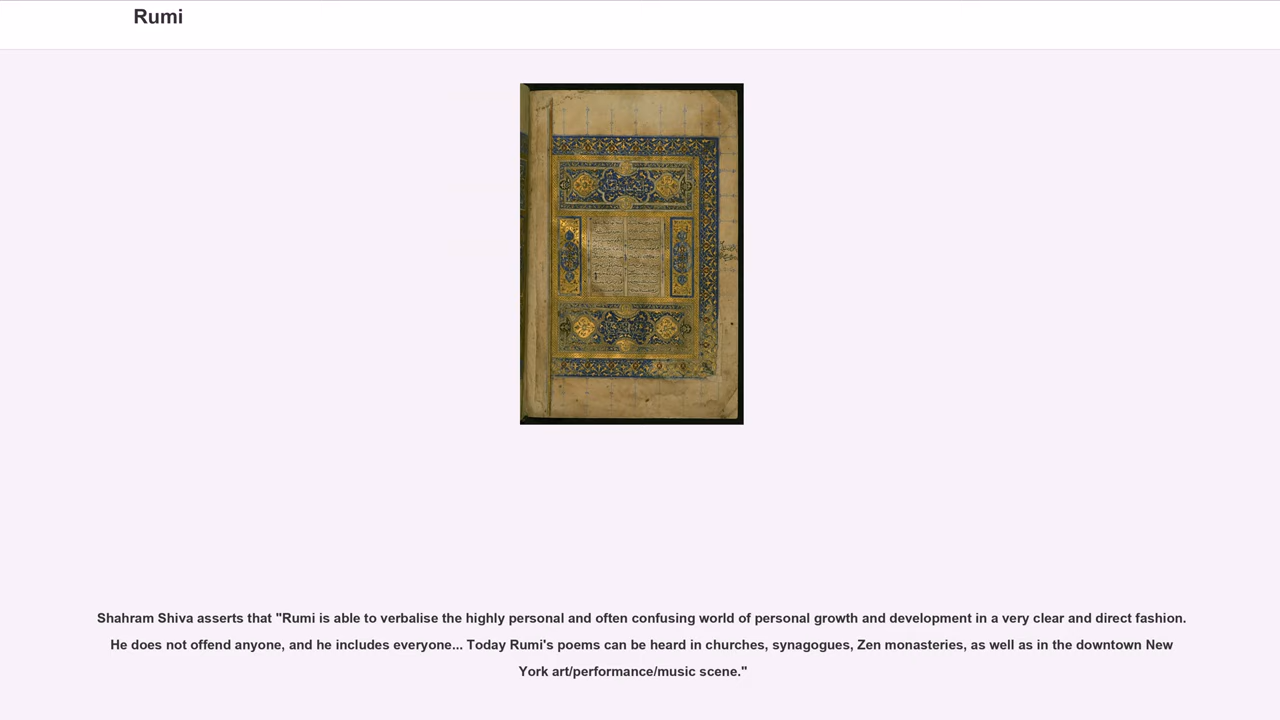 Rumi
Shahram Shiva asserts that "Rumi is able to verbalise the highly personal and often confusing world of personal growth and development in a very clear and direct fashion.
He does not offend anyone, and he includes everyone... Today Rumi's poems can be heard in churches, synagogues, Zen monasteries, as well as in the downtown New
York art/performance/music scene."